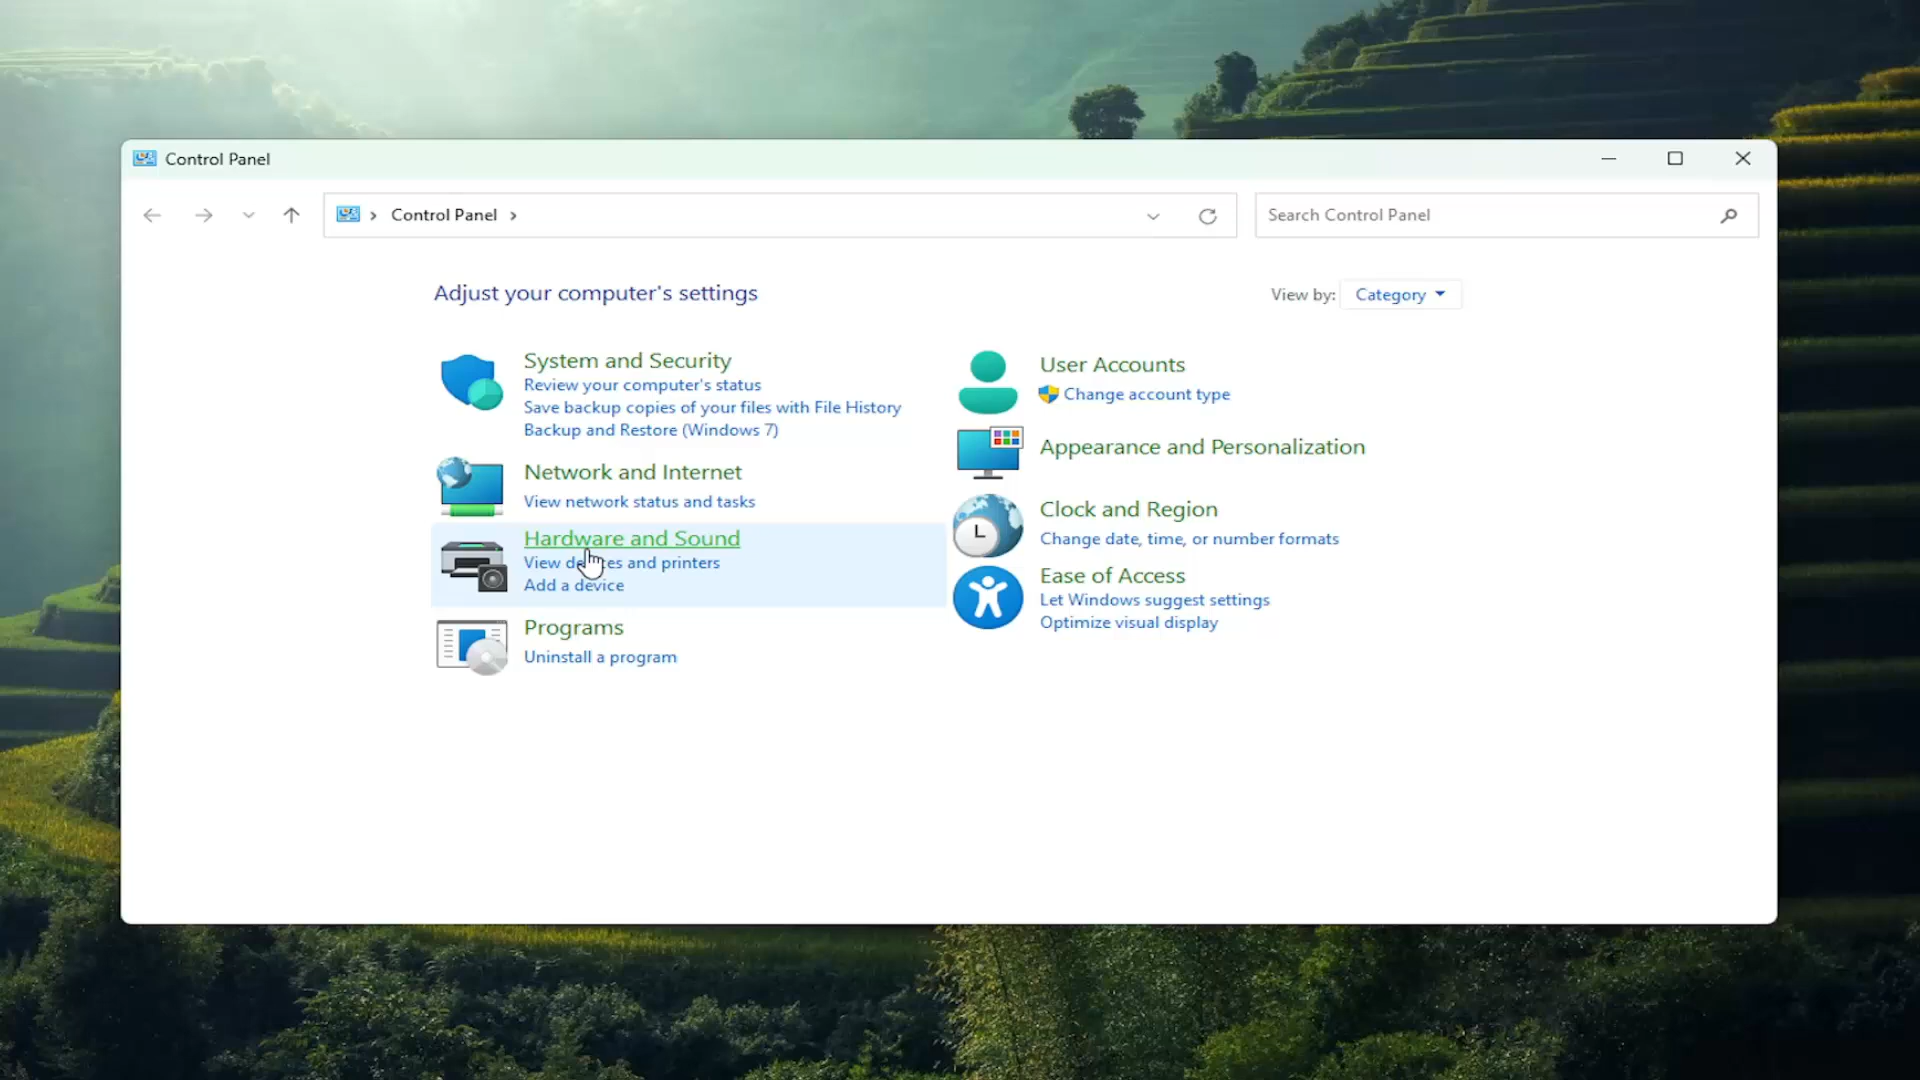 Control Panel
Control Panel
Search Control Panel
Adjust your computer's settings
View by: Category
System and Security
Review your computer's status
Save backup copies of your files with File History
Backup and Restore (Windows 7)
Network and Internet
View network status and tasks
Hardware and Sound
View devices and printers
Add a device
Programs
Uninstall a program
User Accounts
Change account type
Appearance and Personalization
Clock and Region
Change date, time, or number formats
Ease of Access
Let Windows suggest settings
Optimize visual display